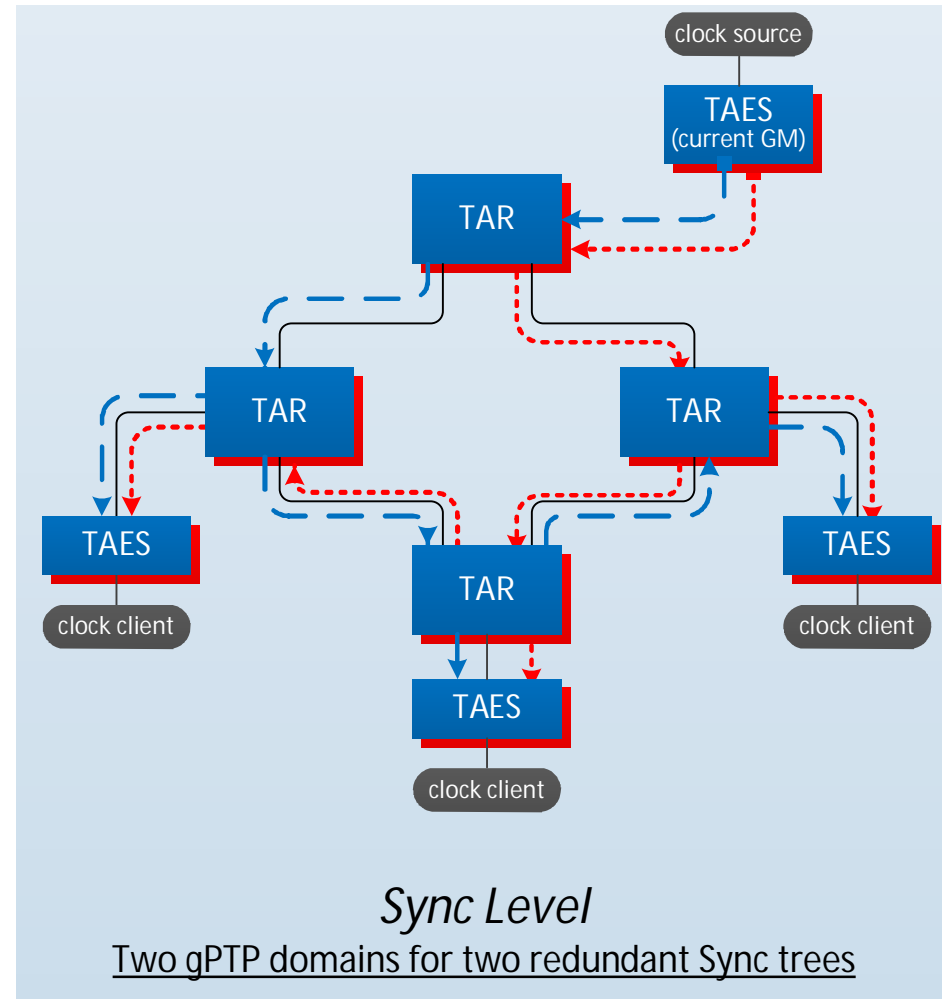 clock source
TAES
(current GM)
TAR
TAR
TAR
TAES
TAES
TAR
clock client
clock client
TAES
clock client
Sync Level
Two gPTP domains for two redundant Sync trees